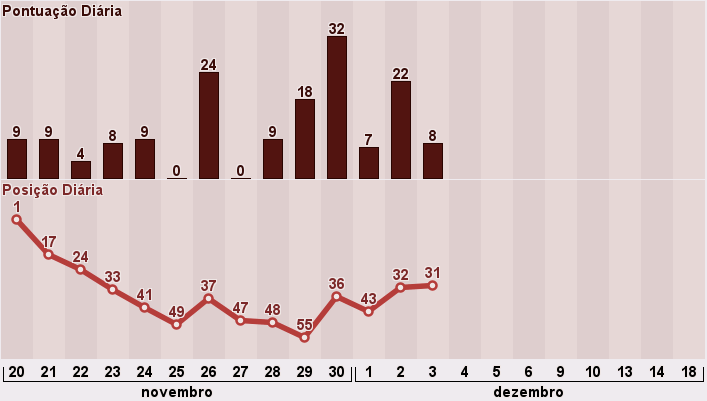 Pontuação Diária
9 9 4 8 9 0 24 0 9 18 32 7 22 8
Posição Diária
1 17 24 33 41 49 37 47 48 55 36 43 32 31
20 21 22 23 24 25 26 27 28 29 30 1 2 3 4 5 6 9 10 13 14 18
novembro dezembro